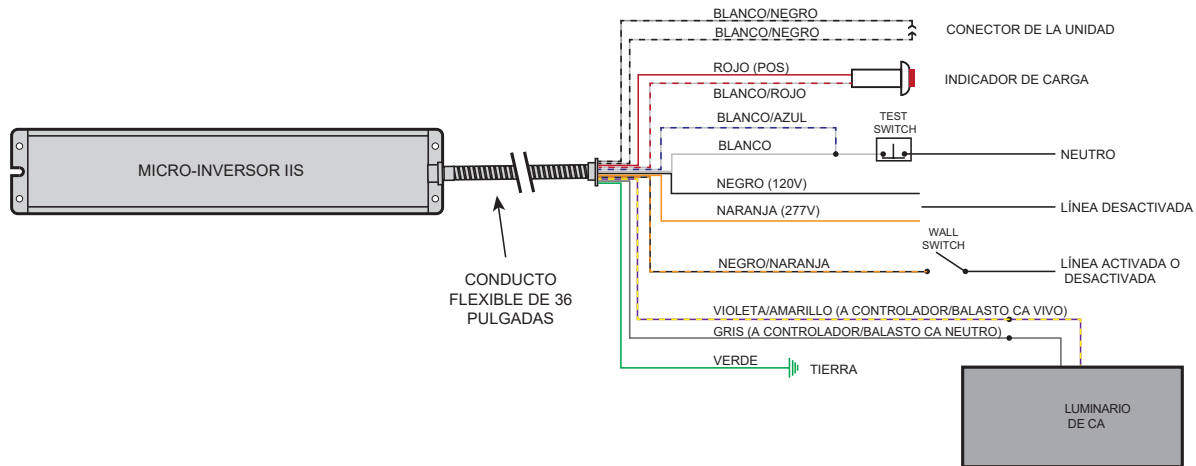 BLANCO/NEGRO
BLANCO/NEGRO
CONECTOR DE LA UNIDAD
ROJO (POS)
INDICADOR DE CARGA
BLANCO/ROJO
BLANCO/AZUL
TEST
SWITCH
BLANCO
NEUTRO
MICRO-INVERSOR IIS
NEGRO (120V)
LÍNEA DESACTIVADA
NARANJA (277V)
WALL
SWITCH
NEGRO/NARANJA
LÍNEA ACTIVADA O
DESACTIVADA
CONDUCTO
FLEXIBLE DE 36
PULGADAS
VIOLETA/AMARILLO (A CONTROLADOR/BALASTO CA VIVO)
GRIS (A CONTROLADOR/BALASTO CA NEUTRO)
VERDE
TIERRA
LUMINARIO
DE CA